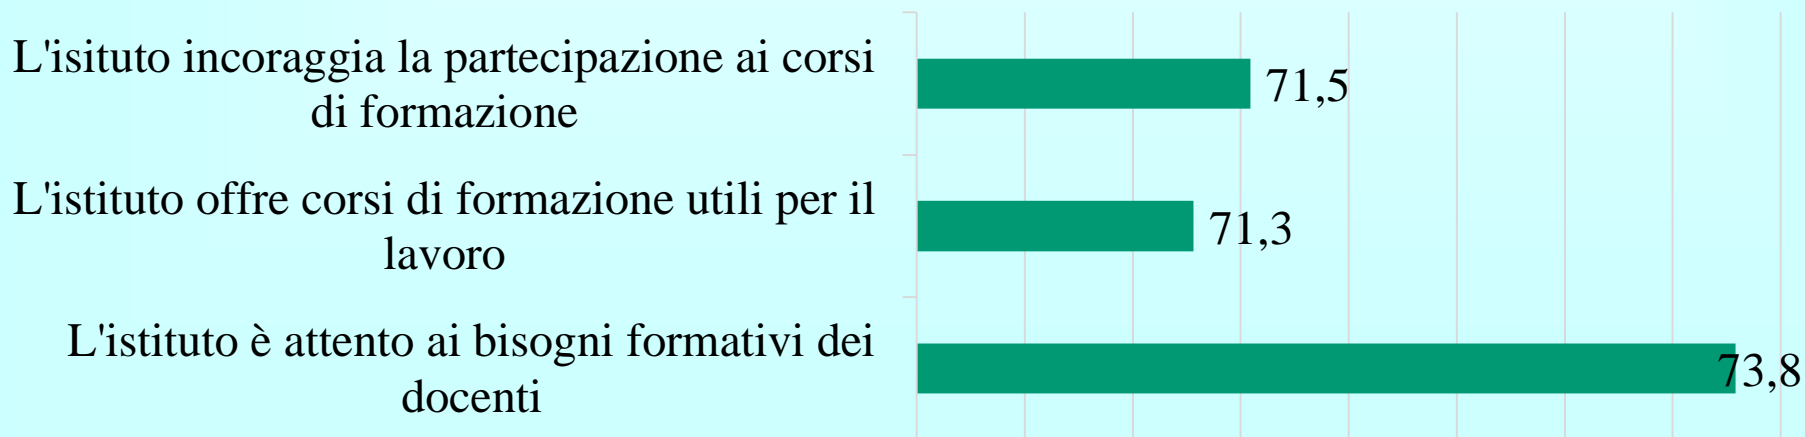 L'isituto incoraggia la partecipazione ai corsi
di formazione
71,5
L'istituto offre corsi di formazione utili per il
lavoro
71,3
L'istituto è attento ai bisogni formativi dei
docenti
73,8